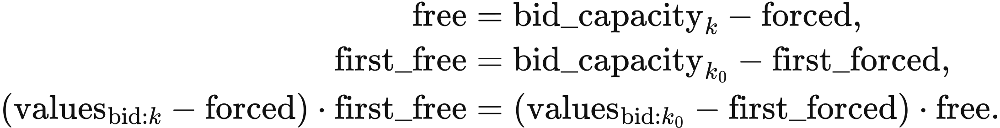 free = bid_capacity_k − forced,
first_free = bid_capacity_{k_0} − first_forced,
(values_{bid:k} − forced) · first_free = (values_{bid:k_0} − first_forced) · free.